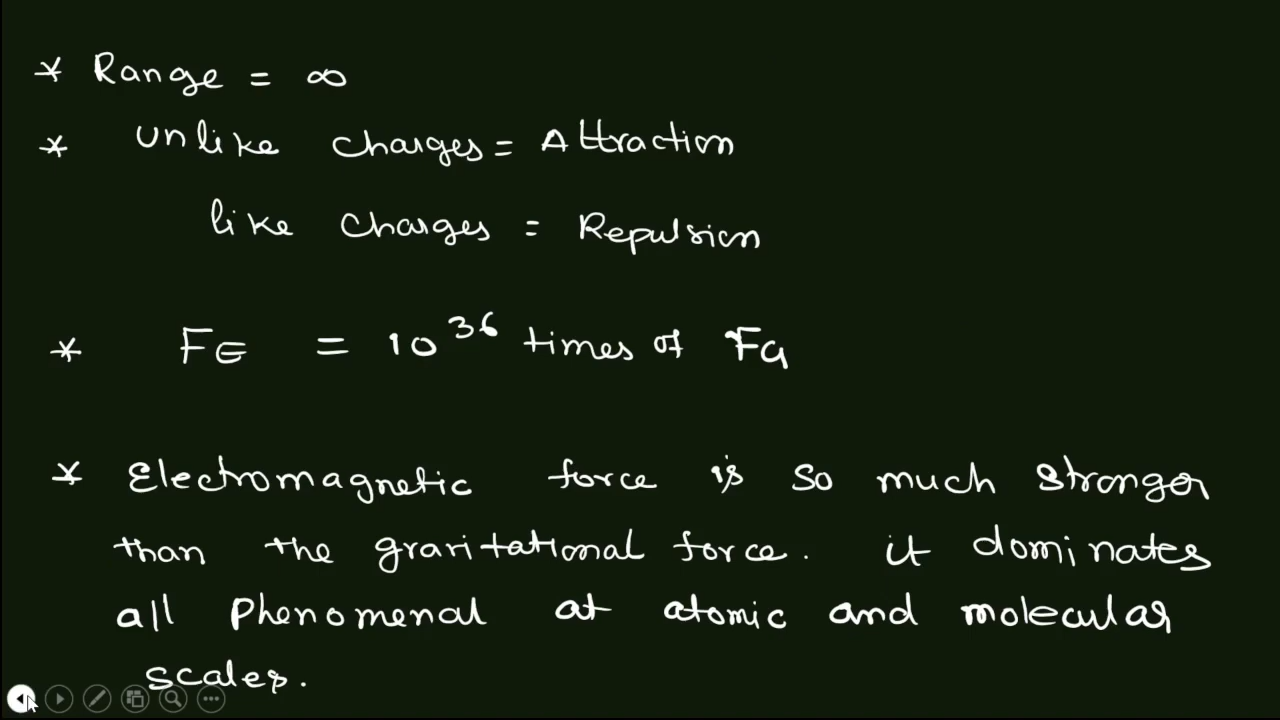 * Range = ∞
* unlike charges = Attraction
like charges = Repulsion
* FE = 10^36 times of FG
* Electromagnetic force is so much stronger
than the gravitational force. it dominates
all Phenomenal at atomic and molecular
scales.